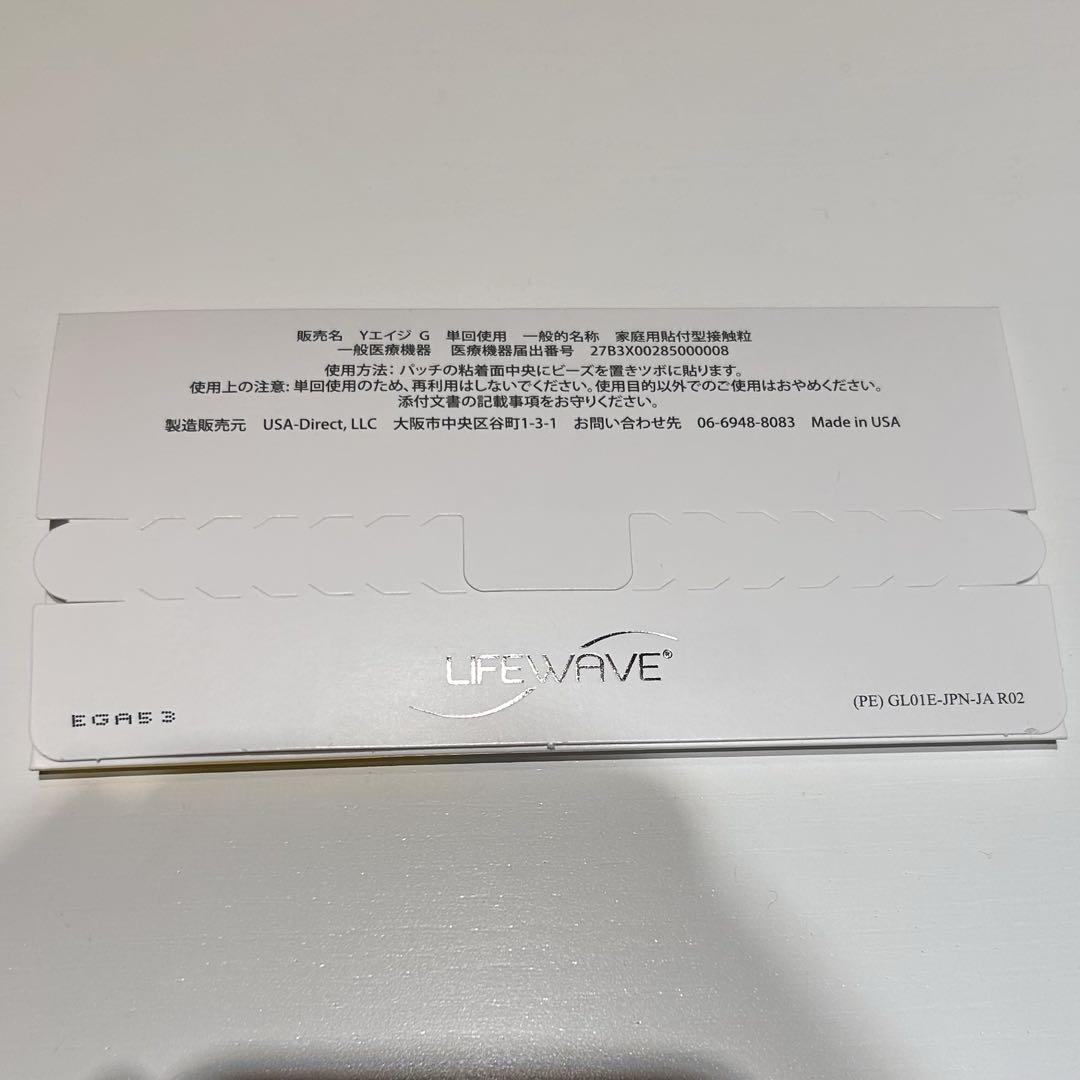 販売名 Yエイジ G 単回使用 一般的名称 家庭用貼付型接触粒
一般医療機器 医療機器届出番号 27B3X00285000008
使用方法：パッチの粘着面中央にビーズを置きツボに貼ります。
使用上の注意：単回使用のため、再利用はしないでください。使用目的以外でのご使用はおやめください。
添付文書の記載事項をお守りください。
製造販売元 USA-Direct, LLC 大阪市中央区谷町1-3-1 お問い合わせ先 06-6948-8083 Made in USA
LIFEWAVE®
EGA53
(PE) GL01E-JPN-JA R02